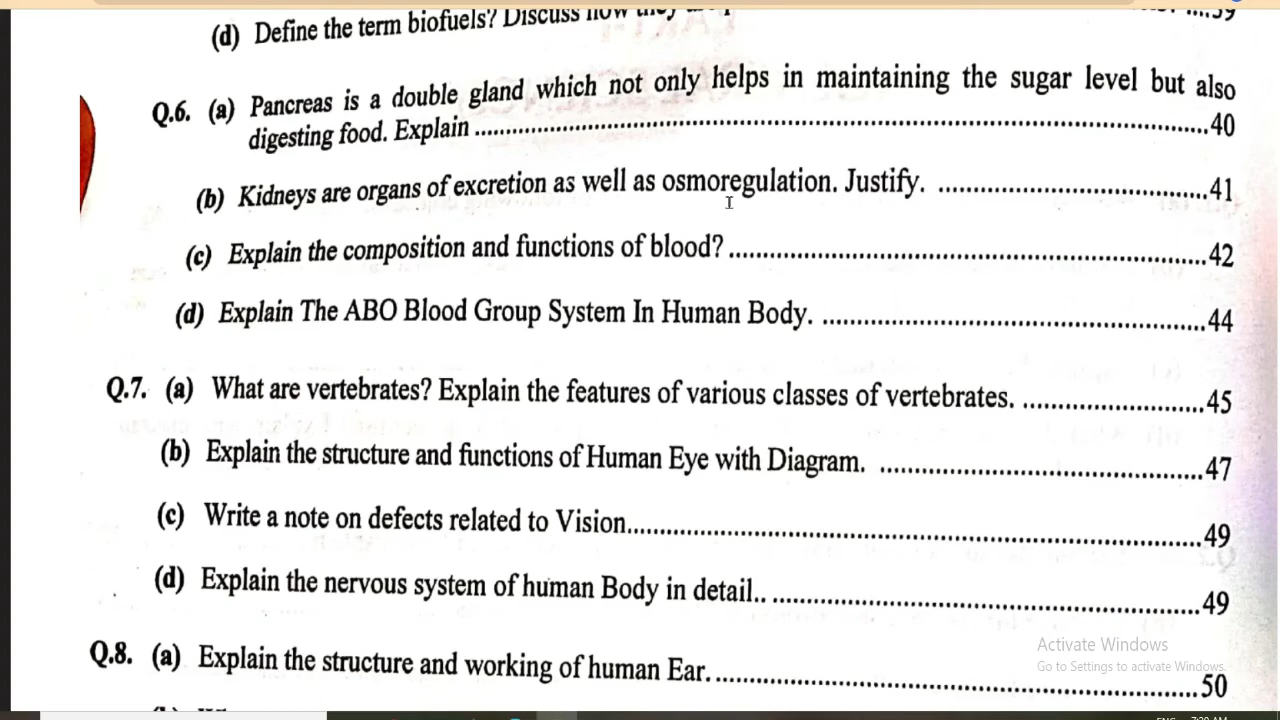 (d) Define the term biofuels? Discuss how they
Q.6. (a) Pancreas is a double gland which not only helps in maintaining the sugar level but also
digesting food. Explain ........................................40
(b) Kidneys are organs of excretion as well as osmoregulation. Justify. ........................................41
(c) Explain the composition and functions of blood? ........................................42
(d) Explain The ABO Blood Group System In Human Body. ........................................44
Q.7. (a) What are vertebrates? Explain the features of various classes of vertebrates. ........................................45
(b) Explain the structure and functions of Human Eye with Diagram. ........................................47
(c) Write a note on defects related to Vision........................................49
(d) Explain the nervous system of human Body in detail.. ........................................49
Q.8. (a) Explain the structure and working of human Ear. ........................................50
Activate Windows
Go to Settings to activate Windows.